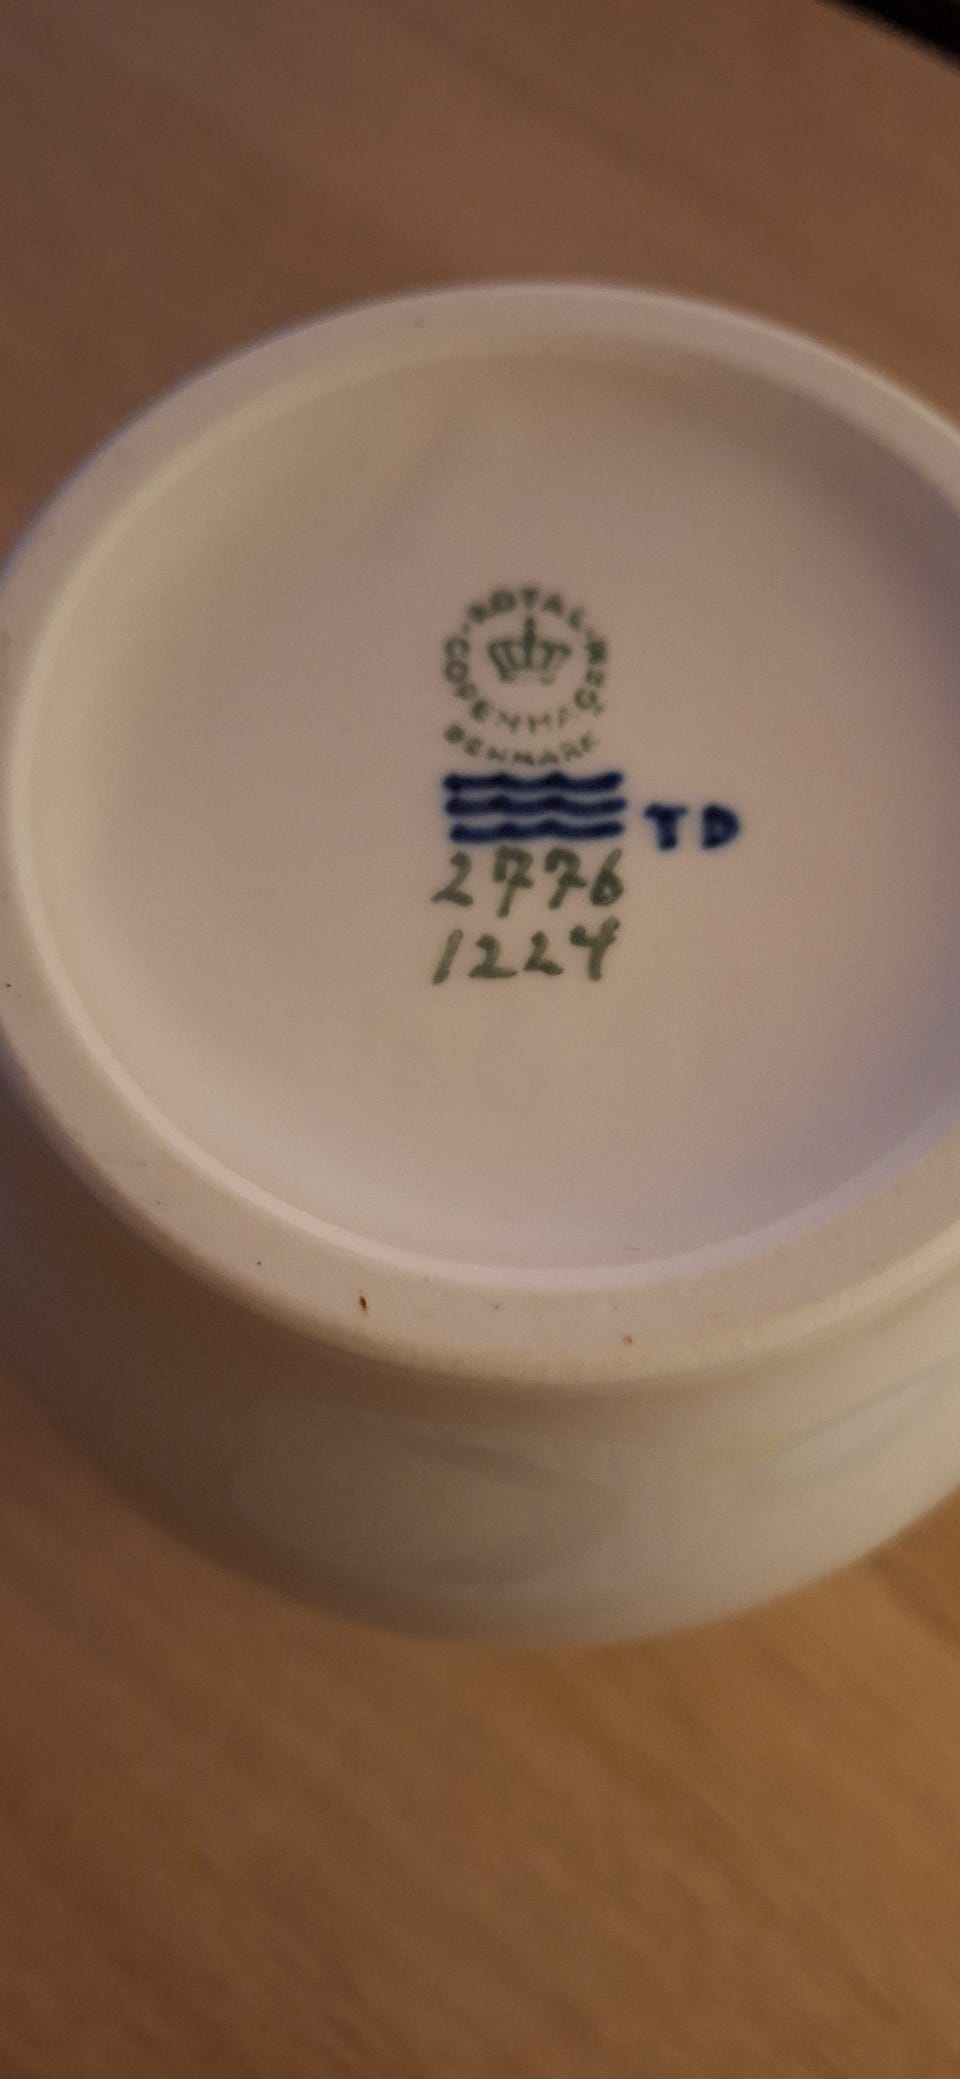 ROYAL
COPENHAGEN
DENMARK
TD
2776
1224